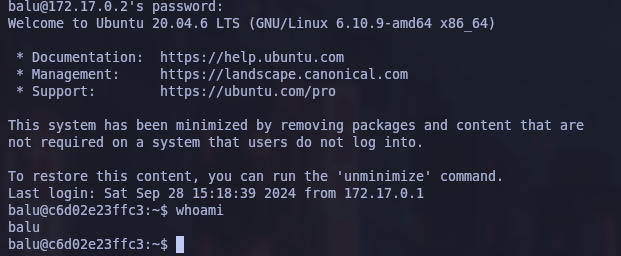 balu@172.17.0.2's password:
Welcome to Ubuntu 20.04.6 LTS (GNU/Linux 6.10.9-amd64 x86_64)

 * Documentation:  https://help.ubuntu.com
 * Management:     https://landscape.canonical.com
 * Support:        https://ubuntu.com/pro

This system has been minimized by removing packages and content that are
not required on a system that users do not log into.

To restore this content, you can run the 'unminimize' command.
Last login: Sat Sep 28 15:18:39 2024 from 172.17.0.1
balu@c6d02e23ffc3:~$ whoami
balu
balu@c6d02e23ffc3:~$